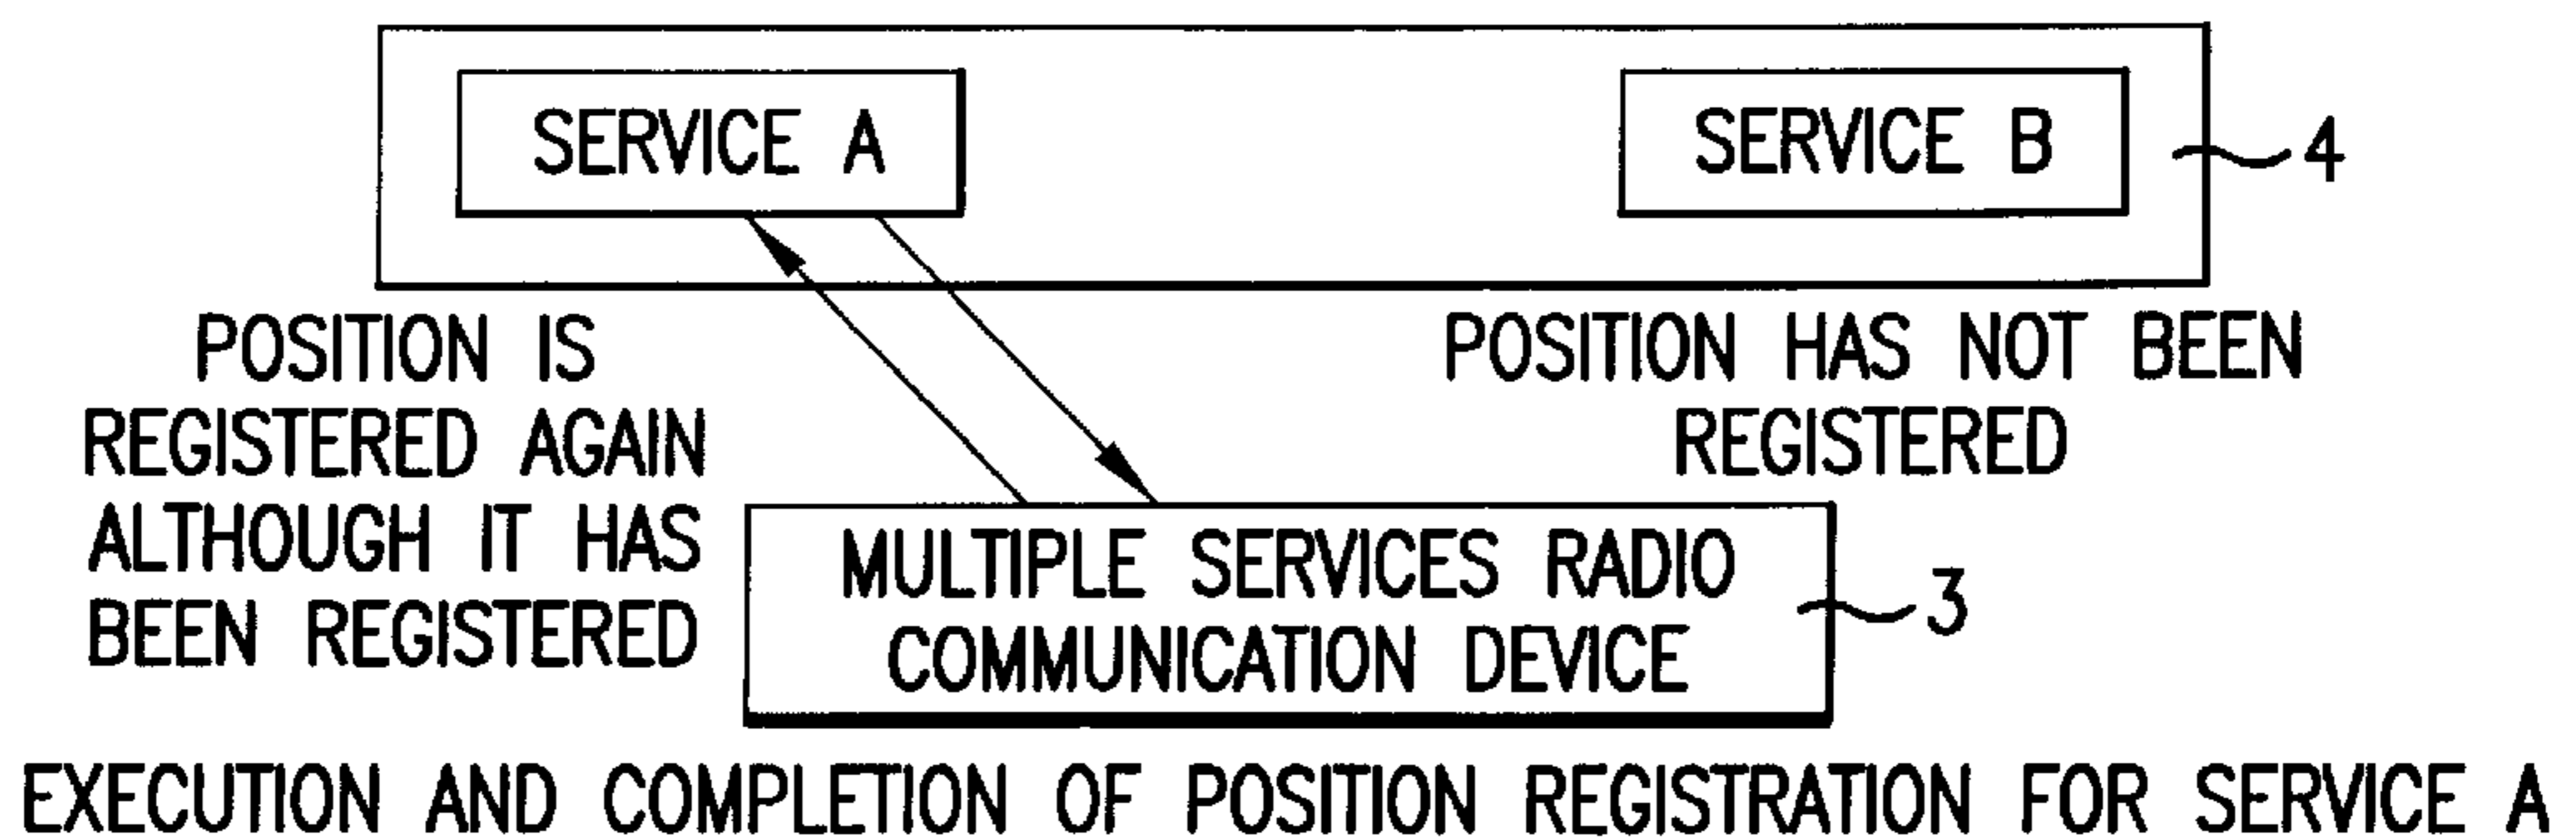 SERVICE A
SERVICE B
4
POSITION IS
REGISTERED AGAIN
ALTHOUGH IT HAS
BEEN REGISTERED
POSITION HAS NOT BEEN
REGISTERED
MULTIPLE SERVICES RADIO
COMMUNICATION DEVICE
3
EXECUTION AND COMPLETION OF POSITION REGISTRATION FOR SERVICE A